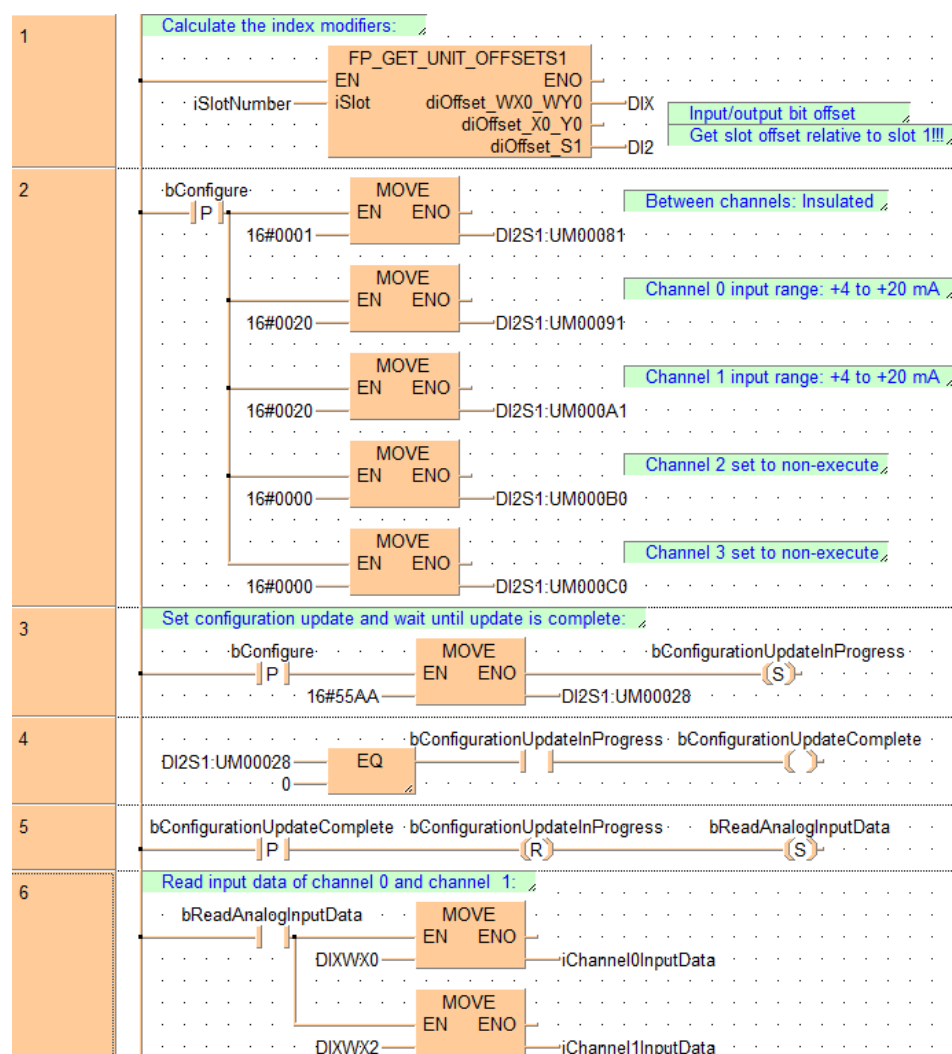 1
Calculate the index modifiers:
FP_GET_UNIT_OFFSETS1
EN ENO
iSlotNumber iSlot diOffset_WX0_WY0 DIX Input/output bit offset
diOffset_X0_Y0 Get slot offset relative to slot 1!!!
diOffset_S1 DI2
2
bConfigure MOVE
P EN ENO Between channels: Insulated
16#0001 DI2S1:UM00081
MOVE
EN ENO Channel 0 input range: +4 to +20 mA
16#0020 DI2S1:UM00091
MOVE
EN ENO Channel 1 input range: +4 to +20 mA
16#0020 DI2S1:UM000A1
MOVE
EN ENO Channel 2 set to non-execute
16#0000 DI2S1:UM000B0
MOVE
EN ENO Channel 3 set to non-execute
16#0000 DI2S1:UM000C0
3
Set configuration update and wait until update is complete:
bConfigure MOVE bConfigurationUpdateInProgress
P EN ENO S
16#55AA DI2S1:UM00028
4
bConfigurationUpdateInProgress bConfigurationUpdateComplete
DI2S1:UM00028 EQ
0
5
bConfigurationUpdateComplete bConfigurationUpdateInProgress bReadAnalogInputData
P R S
6
Read input data of channel 0 and channel 1:
bReadAnalogInputData MOVE
EN ENO
DIXWX0 iChannel0InputData
MOVE
EN ENO
DIXWX2 iChannel1InputData